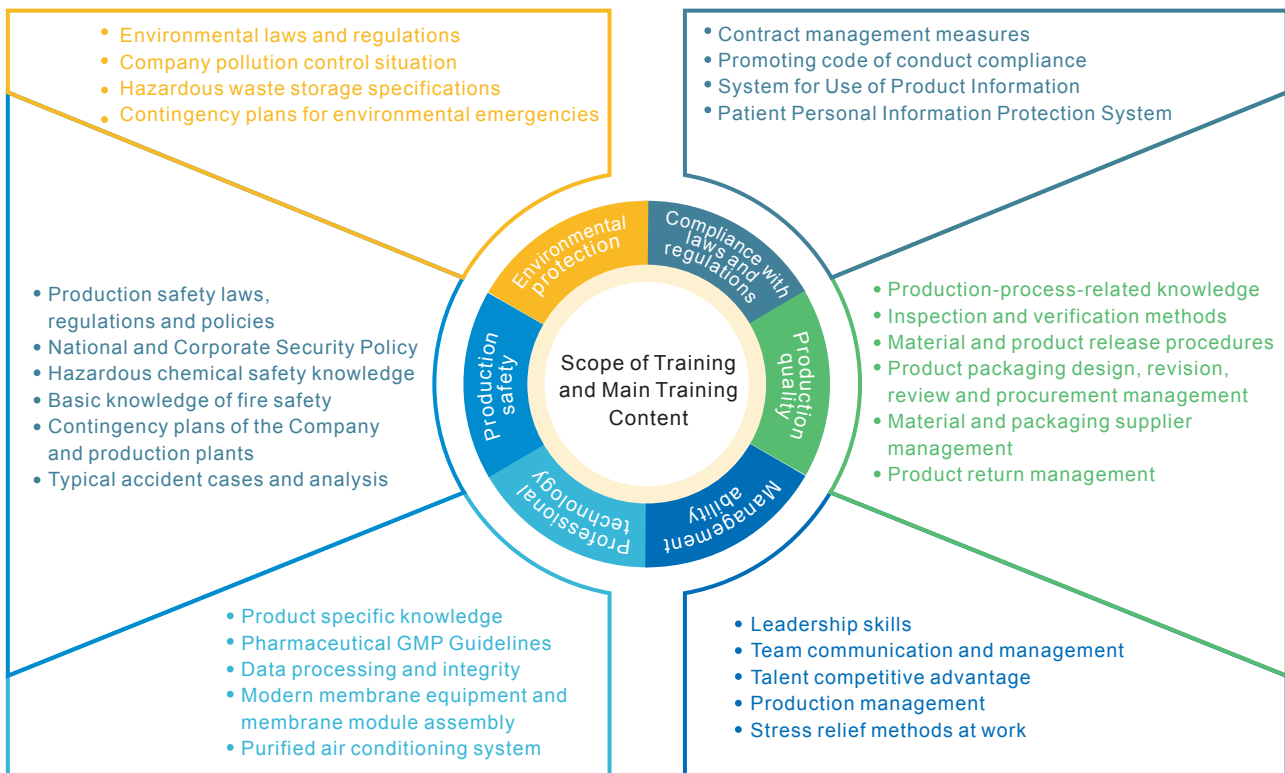 • Environmental laws and regulations
• Company pollution control situation
• Hazardous waste storage specifications
• Contingency plans for environmental emergencies
• Contract management measures
• Promoting code of conduct compliance
• System for Use of Product Information
• Patient Personal Information Protection System
Environmental
protection
Compliance with
laws and
regulations
• Production safety laws,
regulations and policies
• National and Corporate Security Policy
• Hazardous chemical safety knowledge
• Basic knowledge of fire safety
• Contingency plans of the Company
and production plants
• Typical accident cases and analysis
Production
safety
Scope of Training
and Main Training
Content
Production
quality
• Production-process-related knowledge
• Inspection and verification methods
• Material and product release procedures
• Product packaging design, revision,
review and procurement management
• Material and packaging supplier
management
• Product return management
Professional
technology
Management
ability
• Product specific knowledge
• Pharmaceutical GMP Guidelines
• Data processing and integrity
• Modern membrane equipment and
membrane module assembly
• Purified air conditioning system
• Leadership skills
• Team communication and management
• Talent competitive advantage
• Production management
• Stress relief methods at work